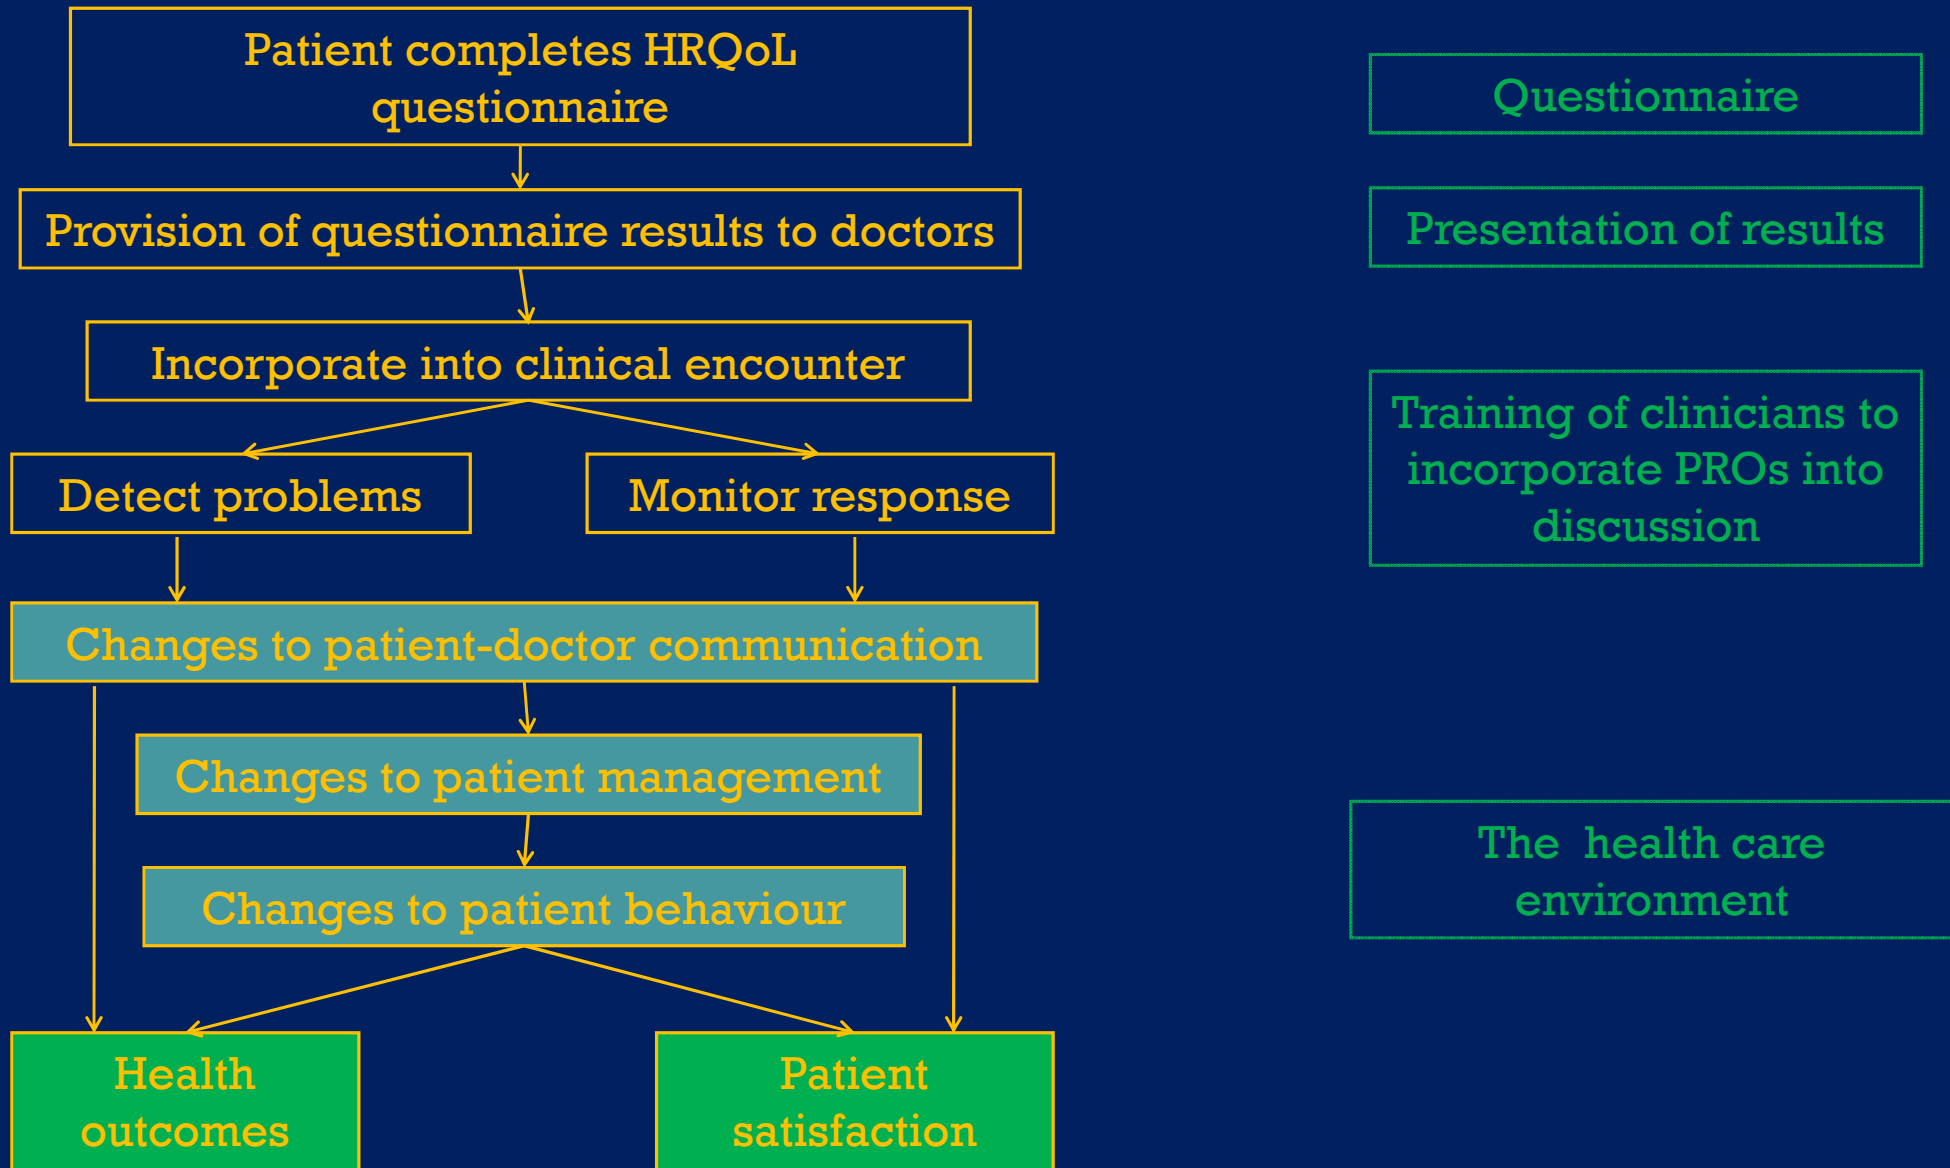 Patient completes HRQoL
questionnaire
Provision of questionnaire results to doctors
Incorporate into clinical encounter
Detect problems
Monitor response
Changes to patient-doctor communication
Changes to patient management
Changes to patient behaviour
Health
outcomes
Patient
satisfaction
Questionnaire
Presentation of results
Training of clinicians to
incorporate PROs into
discussion
The health care
environment